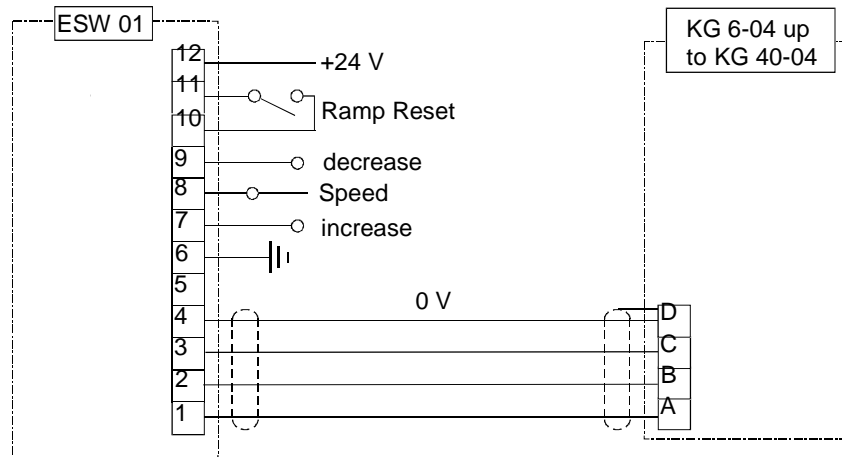 ESW 01
KG 6-04 up
to KG 40-04
12
+24 V
11
Ramp Reset
10
9
decrease
8
Speed
7
increase
6
5
0 V
4
D
3
C
2
B
1
A